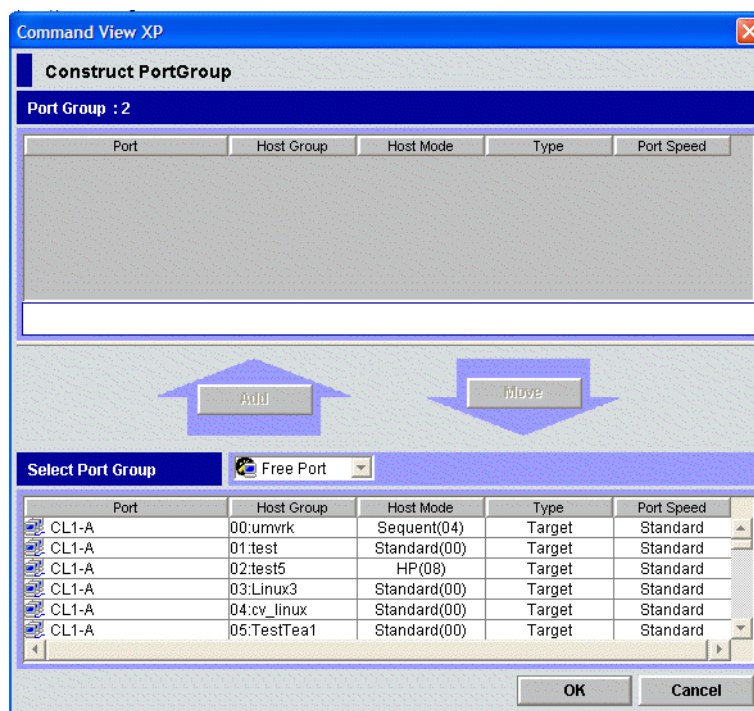 Command View XP
Construct PortGroup
Port Group : 2
Port Host Group Host Mode Type Port Speed
Add Move
Select Port Group Free Port
Port Host Group Host Mode Type Port Speed
CL1-A 00:umvrk Sequent(04) Target Standard
CL1-A 01:test Standard(00) Target Standard
CL1-A 02:test5 HP(08) Target Standard
CL1-A 03:Linux3 Standard(00) Target Standard
CL1-A 04:cv_linux Standard(00) Target Standard
CL1-A 05:TestTea1 Standard(00) Target Standard
OK Cancel